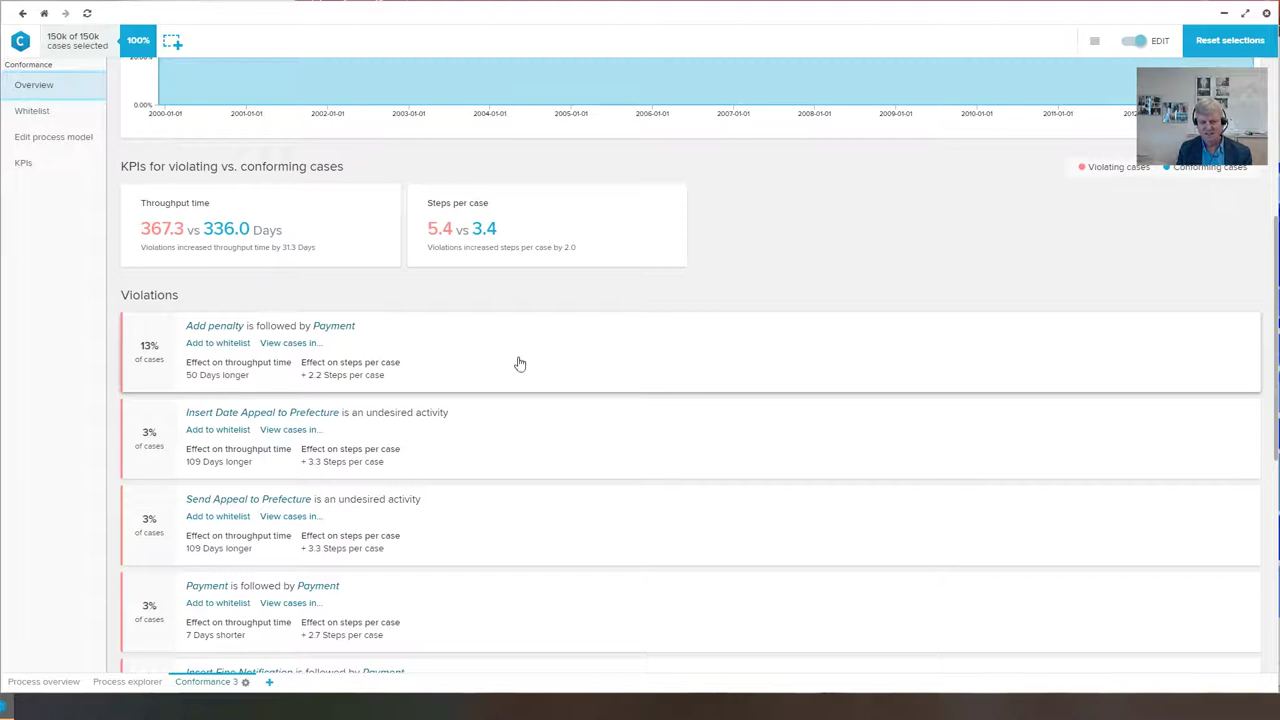 150k of 150k
cases selected
100%
EDIT
Reset selections
Conformance
Overview
Whitelist
Edit process model
KPIs
0.00%
2000-01-01
2001-01-01
2002-01-01
2003-01-01
2004-01-01
2005-01-01
2006-01-01
2007-01-01
2008-01-01
2009-01-01
2010-01-01
2011-01-01
KPIs for violating vs. conforming cases
Violating cases
Conforming cases
Throughput time
367.3 vs 336.0 Days
Violations increased throughput time by 31.3 Days
Steps per case
5.4 vs 3.4
Violations increased steps per case by 2.0
Violations
13%
of cases
Add penalty is followed by Payment
Add to whitelist View cases in...
Effect on throughput time Effect on steps per case
50 Days longer + 2.2 Steps per case
3%
of cases
Insert Date Appeal to Prefecture is an undesired activity
Add to whitelist View cases in...
Effect on throughput time Effect on steps per case
109 Days longer + 3.3 Steps per case
3%
of cases
Send Appeal to Prefecture is an undesired activity
Add to whitelist View cases in...
Effect on throughput time Effect on steps per case
109 Days longer + 3.3 Steps per case
3%
of cases
Payment is followed by Payment
Add to whitelist View cases in...
Effect on throughput time Effect on steps per case
7 Days shorter + 2.7 Steps per case
Insert Fine Notification is followed by Payment
Process overview
Process explorer
Conformance 3